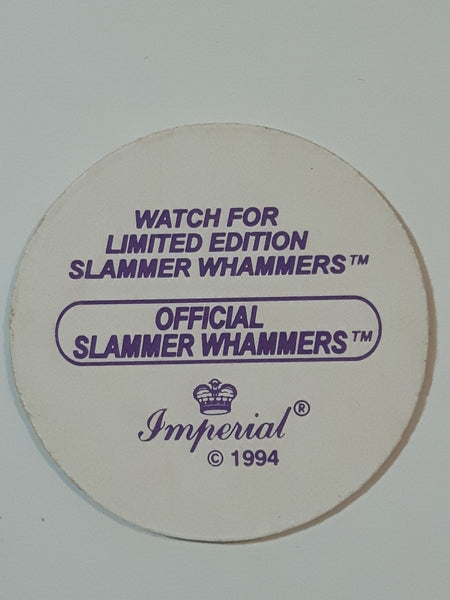 WATCH FOR
LIMITED EDITION
SLAMMER WHAMMERS™
OFFICIAL
SLAMMER WHAMMERS™
Imperial®
© 1994